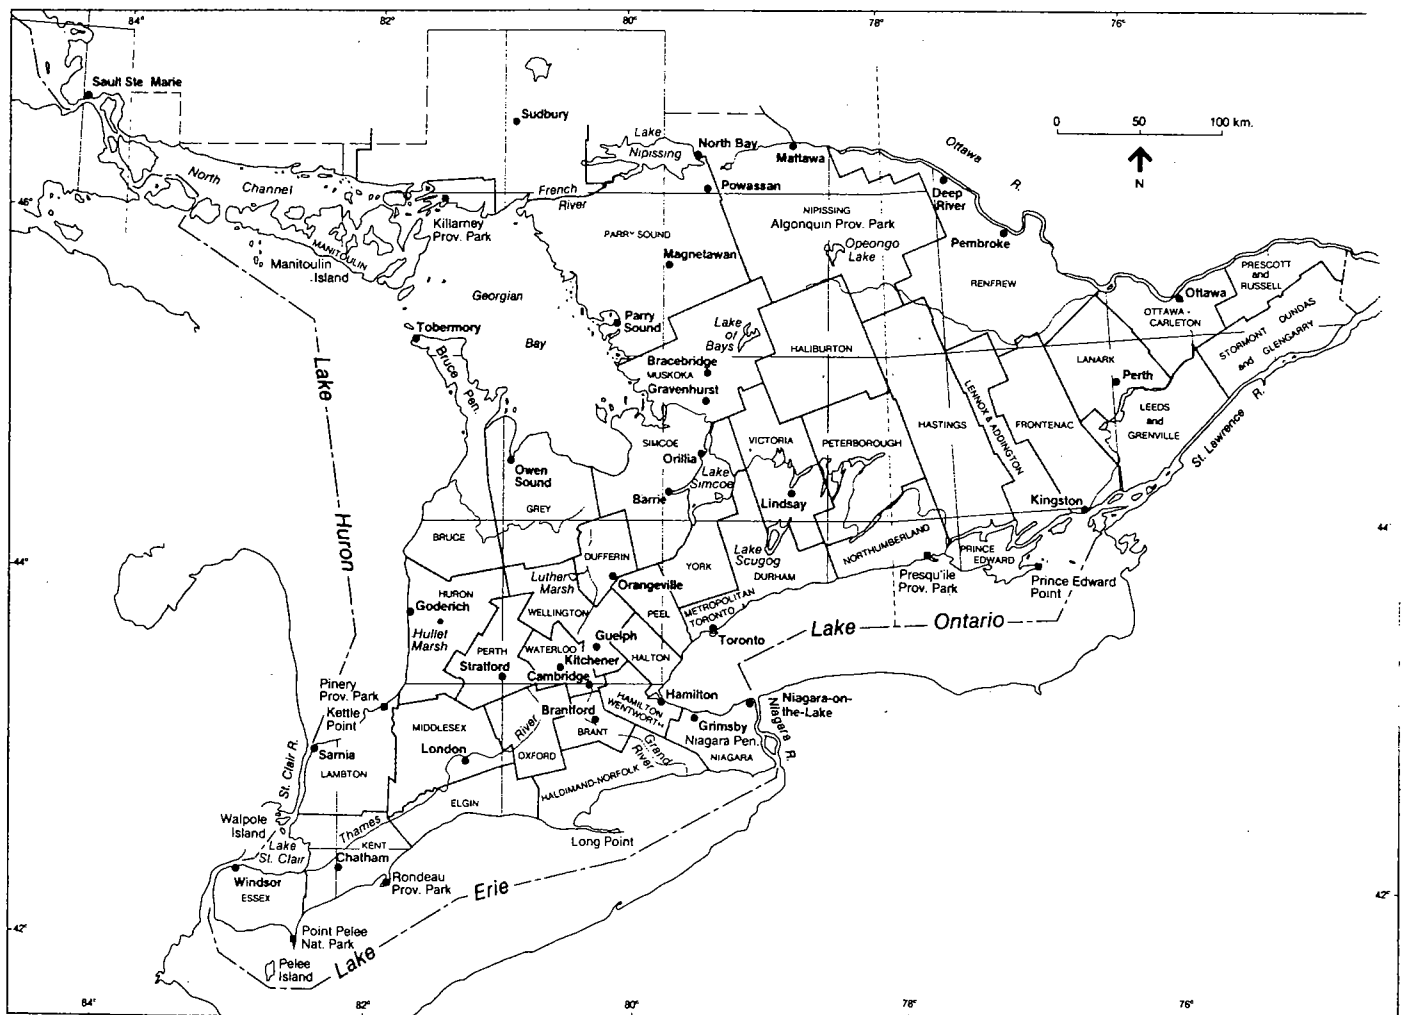 84°
82°
80°
78°
76°
Sault Ste Marie
Sudbury
0 50 100 km.
N
Lake
Nipissing
North Bay
Mattawa
Powassan
Ottawa
R.
Deep
River
Pembroke
North
Channel
46°
French
River
Killarney
Prov. Park
MANITOULIN
Manitoulin
Island
PARRY SOUND
Magnetawan
NIPISSING
Algonquin Prov. Park
Opeongo
Lake
RENFREW
PRESCOTT
and
RUSSELL
Ottawa
OTTAWA-
CARLETON
STORMONT DUNDAS
and GLENGARRY
Georgian
Bay
Parry
Sound
Tobermory
Bruce Pen.
Lake
of
Bays
Bracebridge
MUSKOKA
Gravenhurst
HALIBURTON
LANARK
Perth
LEEDS
and
GRENVILLE
St. Lawrence R.
LENNOX & ADDINGTON
FRONTENAC
HASTINGS
Kingston
Lake
Huron
SIMCOE
Orillia
Lake
Simcoe
Barrie
VICTORIA
PETERBOROUGH
Lindsay
Owen
Sound
GREY
BRUCE
44°
44
DUFFERIN
Luther
Marsh
Orangeville
YORK
Lake
Scugog
DURHAM
NORTHUMBERLAND
PRINCE
EDWARD
Presqu'ile
Prov. Park
Prince Edward
Point
HURON
Goderich
Hullet
Marsh
WELLINGTON
PEEL
METROPOLITAN
TORONTO
Toronto
Lake Ontario
Guelph
WATERLOO
Kitchener
PERTH
Stratford
Cambridge
HALTON
Hamilton
HAMILTON
WENTWORTH
Niagara-on-
the-Lake
Niagara R.
Grimsby
Niagara Pen.
NIAGARA
Pinery
Prov. Park
Kettle
Point
MIDDLESEX
London
River
Brantford
BRANT
Grand
River
OXFORD
HALDIMAND-NORFOLK
St. Clair R.
Sarnia
LAMBTON
ELGIN
Long Point
Walpole
Island
Lake
St. Clair
Thames
KENT
Chatham
Rondeau
Prov. Park
Windsor
ESSEX
Lake Erie
42°
42°
Point Pelee
Nat. Park
Pelee
Island
84°
82°
80°
78°
76°